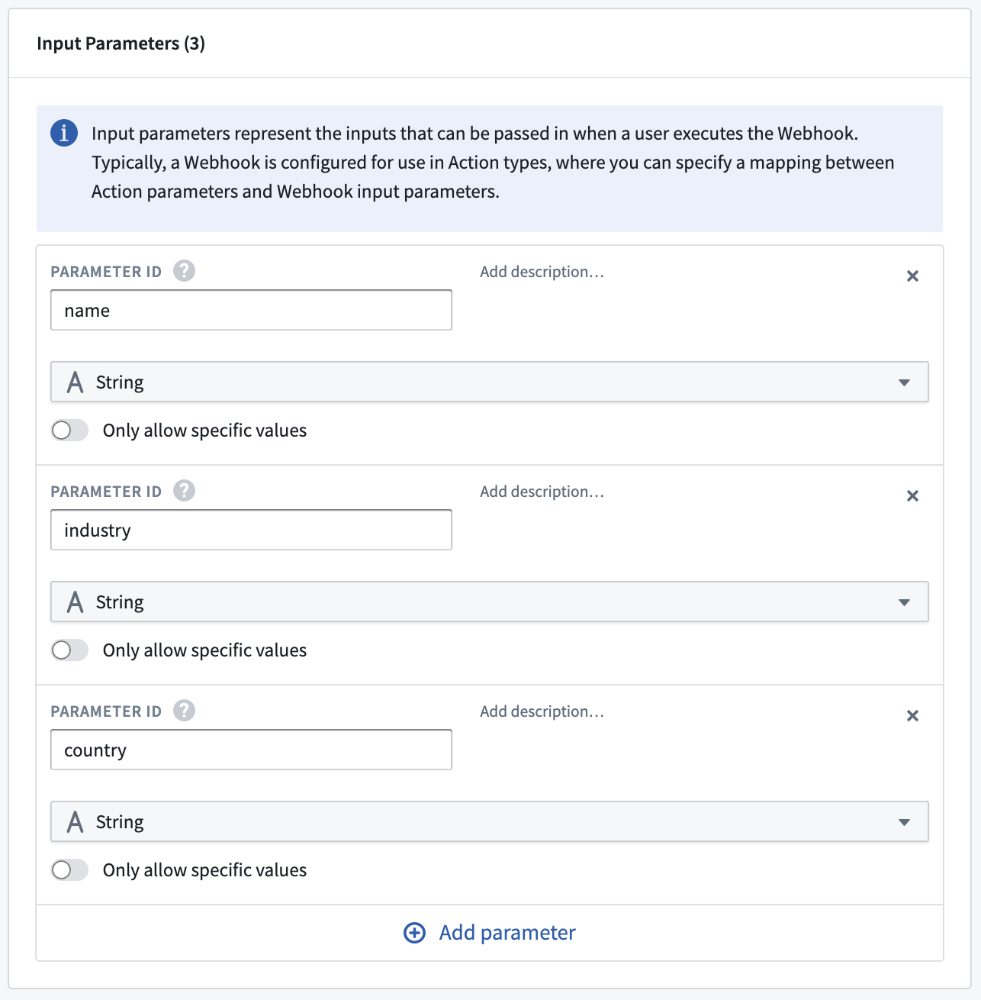 Input Parameters (3)
Input parameters represent the inputs that can be passed in when a user executes the Webhook.
Typically, a Webhook is configured for use in Action types, where you can specify a mapping between
Action parameters and Webhook input parameters.
PARAMETER ID ? Add description…
name
String
Only allow specific values
PARAMETER ID ? Add description…
industry
String
Only allow specific values
PARAMETER ID ? Add description…
country
String
Only allow specific values
Add parameter